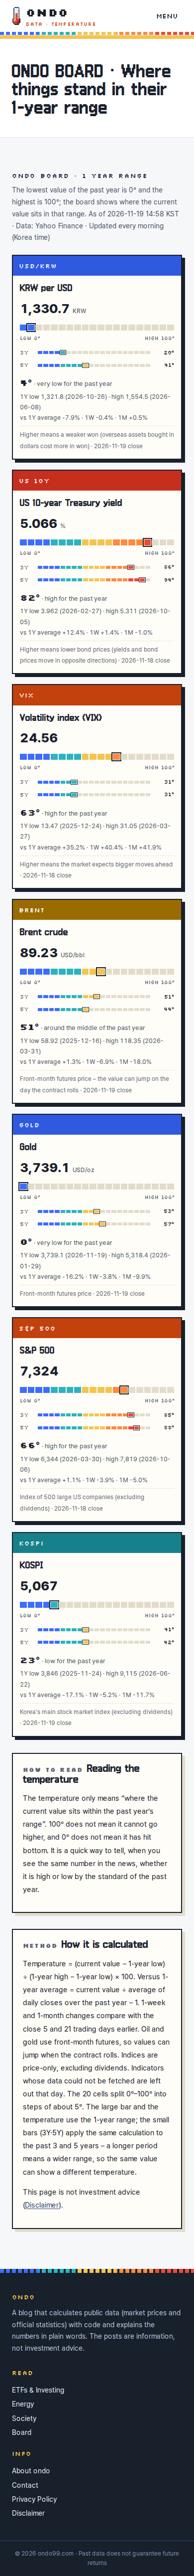 ONDO
DATA · TEMPERATURE
MENU
ONDO BOARD · Where
things stand in their
1-year range
ONDO BOARD · 1 YEAR RANGE
The lowest value of the past year is 0° and the
highest is 100°; the board shows where the current
value sits in that range. As of 2026-11-19 14:58 KST
· Data: Yahoo Finance · Updated every morning
(Korea time)
USD/KRW
KRW per USD
1,330.7 KRW
LOW 0° HIGH 100°
3Y 20°
5Y 41°
4° · very low for the past year
1Y low 1,321.8 (2026-10-26) · high 1,554.5 (2026-
06-08)
vs 1Y average -7.9% · 1W -0.4% · 1M +0.5%
Higher means a weaker won (overseas assets bought in
dollars cost more in won) · 2026-11-19 close
US 10Y
US 10-year Treasury yield
5.066 %
LOW 0° HIGH 100°
3Y 86°
5Y 94°
82° · high for the past year
1Y low 3.962 (2026-02-27) · high 5.311 (2026-10-
05)
vs 1Y average +12.4% · 1W +1.4% · 1M -1.0%
Higher means lower bond prices (yields and bond
prices move in opposite directions) · 2026-11-18 close
VIX
Volatility index (VIX)
24.56
LOW 0° HIGH 100°
3Y 31°
5Y 31°
63° · high for the past year
1Y low 13.47 (2025-12-24) · high 31.05 (2026-03-
27)
vs 1Y average +35.2% · 1W +40.4% · 1M +41.9%
Higher means the market expects bigger moves ahead
· 2026-11-18 close
BRENT
Brent crude
89.23 USD/bbl
LOW 0° HIGH 100°
3Y 51°
5Y 44°
51° · around the middle of the past year
1Y low 58.92 (2025-12-16) · high 118.35 (2026-
03-31)
vs 1Y average +1.3% · 1W -6.9% · 1M -18.0%
Front-month futures price – the value can jump on the
day the contract rolls · 2026-11-19 close
GOLD
Gold
3,739.1 USD/oz
LOW 0° HIGH 100°
3Y 52°
5Y 57°
0° · very low for the past year
1Y low 3,739.1 (2026-11-19) · high 5,318.4 (2026-
01-29)
vs 1Y average -16.2% · 1W -3.8% · 1M -9.9%
Front-month futures price · 2026-11-19 close
S&P 500
S&P 500
7,324
LOW 0° HIGH 100°
3Y 85°
5Y 88°
66° · high for the past year
1Y low 6,344 (2026-03-30) · high 7,819 (2026-10-
06)
vs 1Y average +1.1% · 1W -3.9% · 1M -5.0%
Index of 500 large US companies (excluding
dividends) · 2026-11-18 close
KOSPI
KOSPI
5,067
LOW 0° HIGH 100°
3Y 41°
5Y 42°
23° · low for the past year
1Y low 3,846 (2025-11-24) · high 9,115 (2026-06-
22)
vs 1Y average -17.1% · 1W -5.2% · 1M -11.7%
Korea's main stock market index (excluding dividends)
· 2026-11-19 close
HOW TO READ Reading the
temperature
The temperature only means "where the
current value sits within the past year's
range". 100° does not mean it cannot go
higher, and 0° does not mean it has hit
bottom. It is a quick way to tell, when you
see the same number in the news, whether
it is high or low by the standard of the past
year.
METHOD How it is calculated
Temperature = (current value − 1-year low)
÷ (1-year high − 1-year low) × 100. Versus 1-
year average = current value ÷ average of
daily closes over the past year − 1. 1-week
and 1-month changes compare with the
close 5 and 21 trading days earlier. Oil and
gold use front-month futures, so values can
jump when the contract rolls. Indices are
price-only, excluding dividends. Indicators
whose data could not be fetched are left
out that day. The 20 cells split 0°–100° into
steps of about 5°. The large bar and the
temperature use the 1-year range; the small
bars (3Y·5Y) apply the same calculation to
the past 3 and 5 years – a longer period
means a wider range, so the same value
can show a different temperature.
This page is not investment advice
(Disclaimer).
ONDO
A blog that calculates public data (market prices and
official statistics) with code and explains the
numbers in plain words. The posts are information,
not investment advice.
READ
ETFs & Investing
Energy
Society
Board
INFO
About ondo
Contact
Privacy Policy
Disclaimer
© 2026 ondo99.com · Past data does not guarantee future
returns